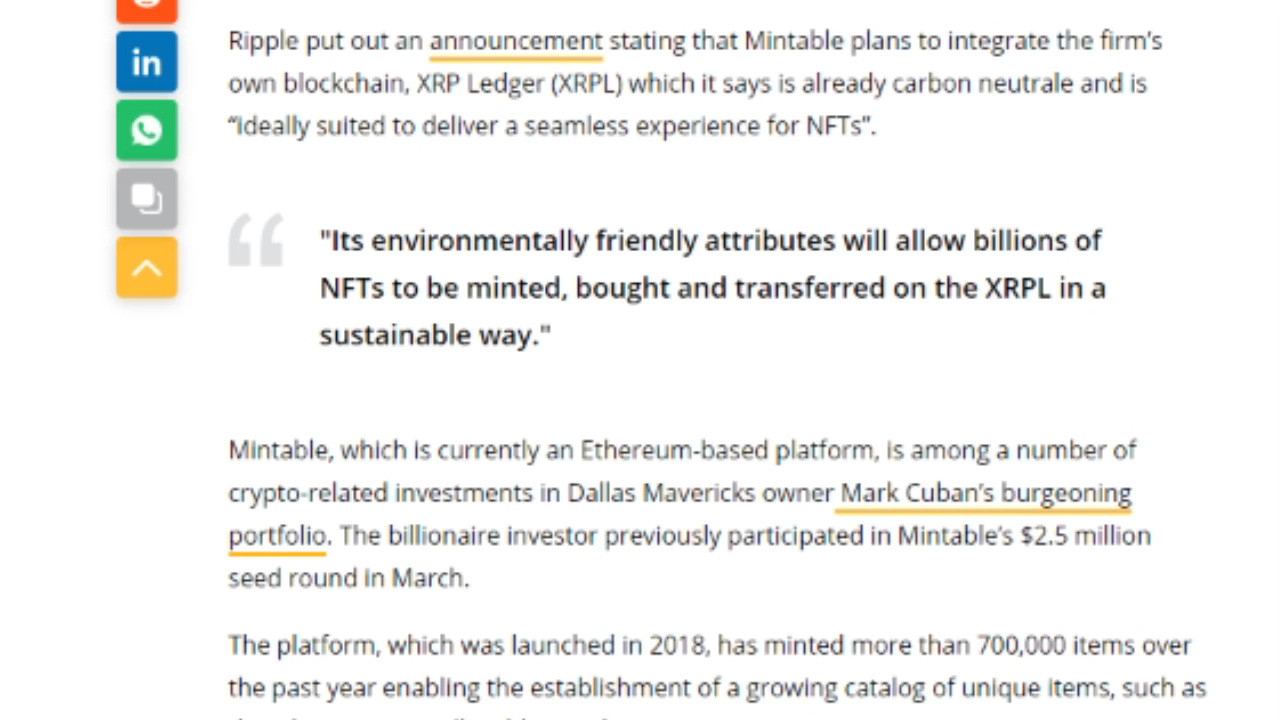 in
Ripple put out an announcement stating that Mintable plans to integrate the firm’s
own blockchain, XRP Ledger (XRPL) which it says is already carbon neutrale and is
“ideally suited to deliver a seamless experience for NFTs”.
"Its environmentally friendly attributes will allow billions of
NFTs to be minted, bought and transferred on the XRPL in a
sustainable way."
Mintable, which is currently an Ethereum-based platform, is among a number of
crypto-related investments in Dallas Mavericks owner Mark Cuban’s burgeoning
portfolio. The billionaire investor previously participated in Mintable’s $2.5 million
seed round in March.
The platform, which was launched in 2018, has minted more than 700,000 items over
the past year enabling the establishment of a growing catalog of unique items, such as